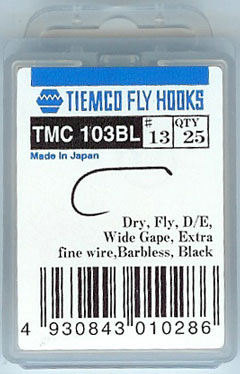 TIEMCO FLY HOOKS
TMC 103BL # 13 QTY 25
Made in Japan
Dry, Fly, D/E,
Wide Gape, Extra
fine wire,Barbless, Black
4 930843 010286